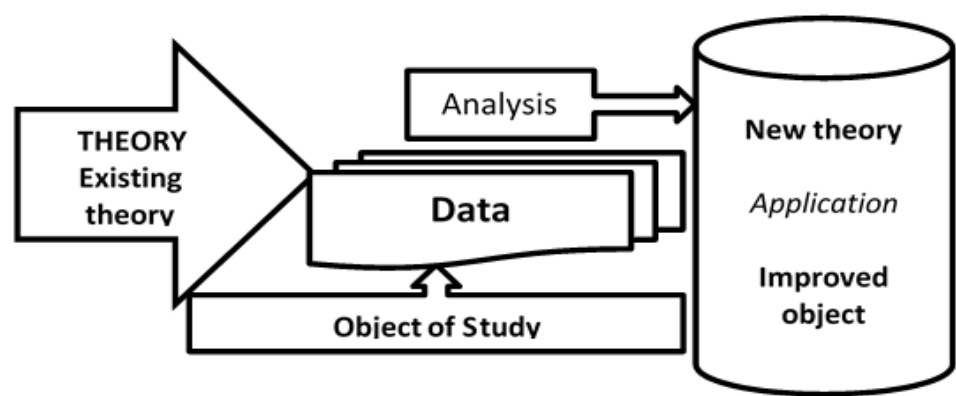 THEORY
Existing
theory
Analysis
Data
Object of Study
New theory
Application
Improved
object